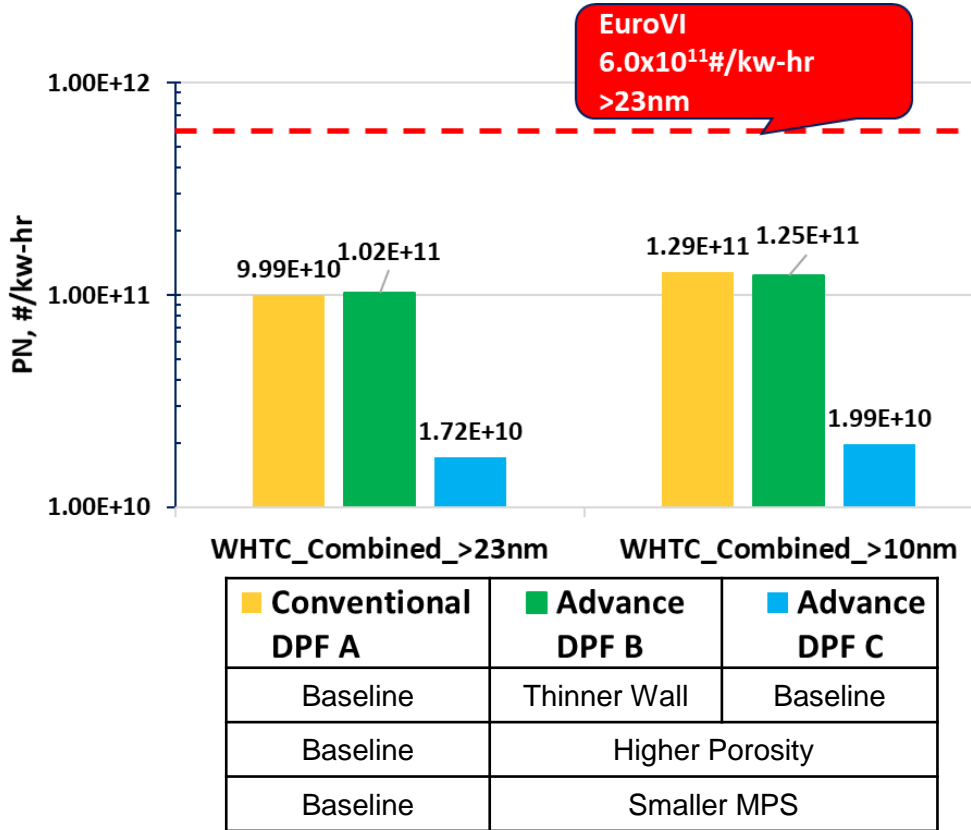 EuroVI
6.0x10¹¹#/kw-hr
>23nm
PN, #/kw-hr
1.00E+12
1.00E+11
1.00E+10
9.99E+10
1.02E+11
1.72E+10
1.29E+11
1.25E+11
1.99E+10
WHTC_Combined_>23nm
WHTC_Combined_>10nm
Conventional
DPF A
Advance
DPF B
Advance
DPF C
Baseline
Thinner Wall
Baseline
Baseline
Higher Porosity
Baseline
Smaller MPS